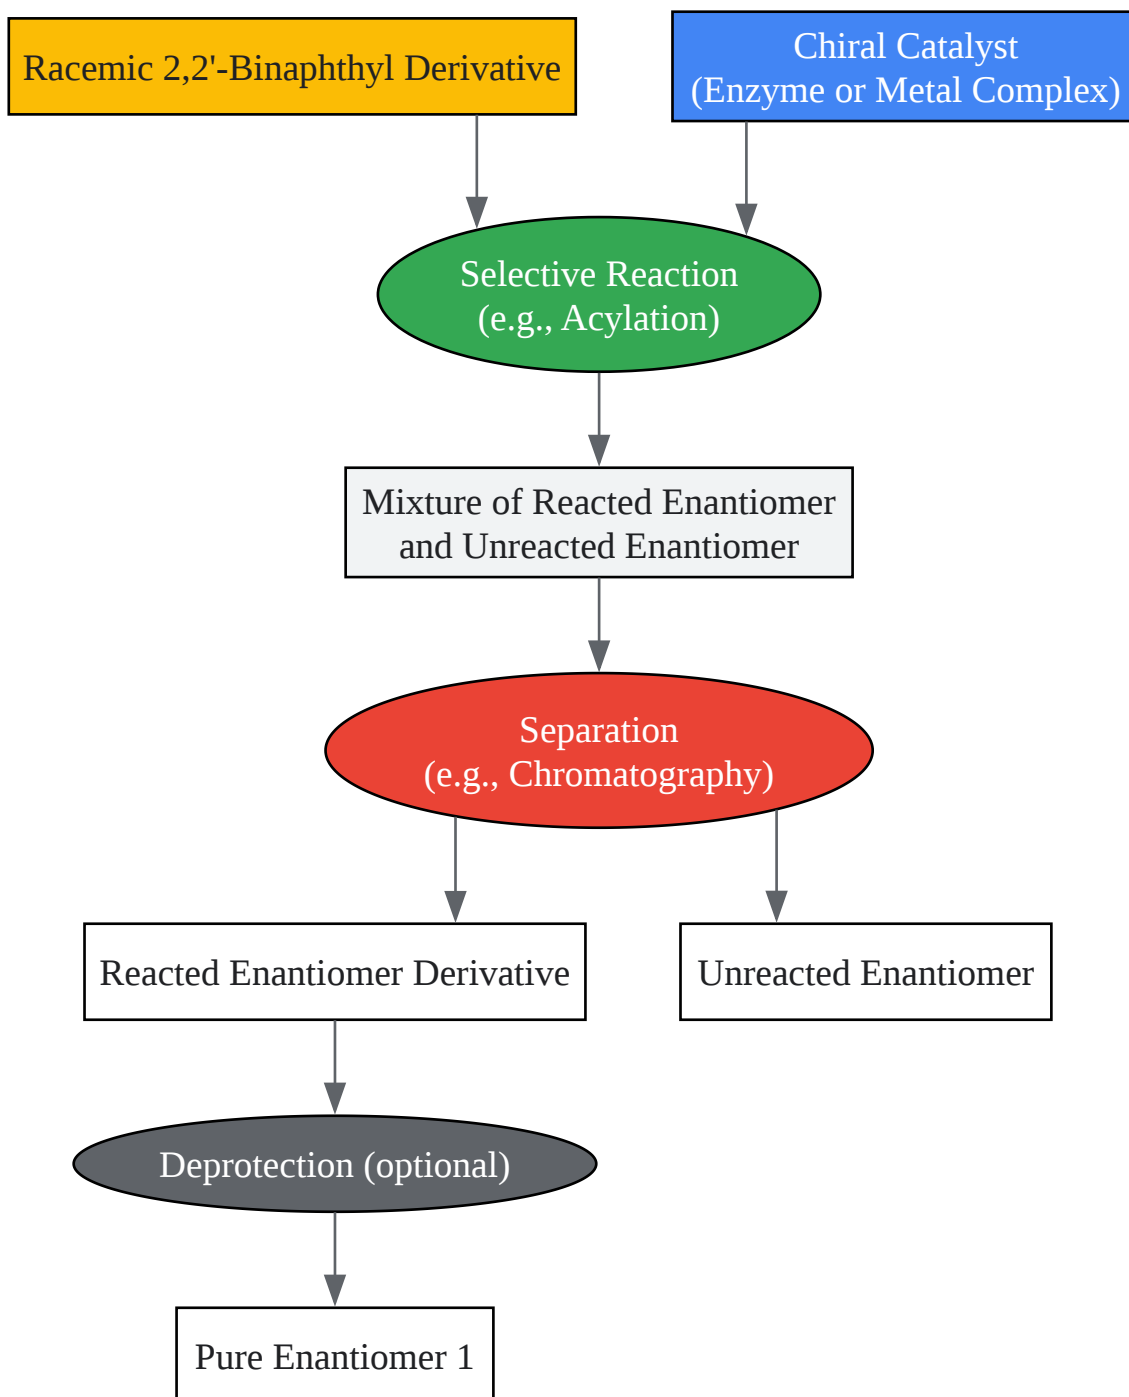 Racemic 2,2'-Binaphthyl Derivative
Chiral Catalyst
(Enzyme or Metal Complex)
Selective Reaction
(e.g., Acylation)
Mixture of Reacted Enantiomer
and Unreacted Enantiomer
Separation
(e.g., Chromatography)
Reacted Enantiomer Derivative
Unreacted Enantiomer
Deprotection (optional)
Pure Enantiomer 1